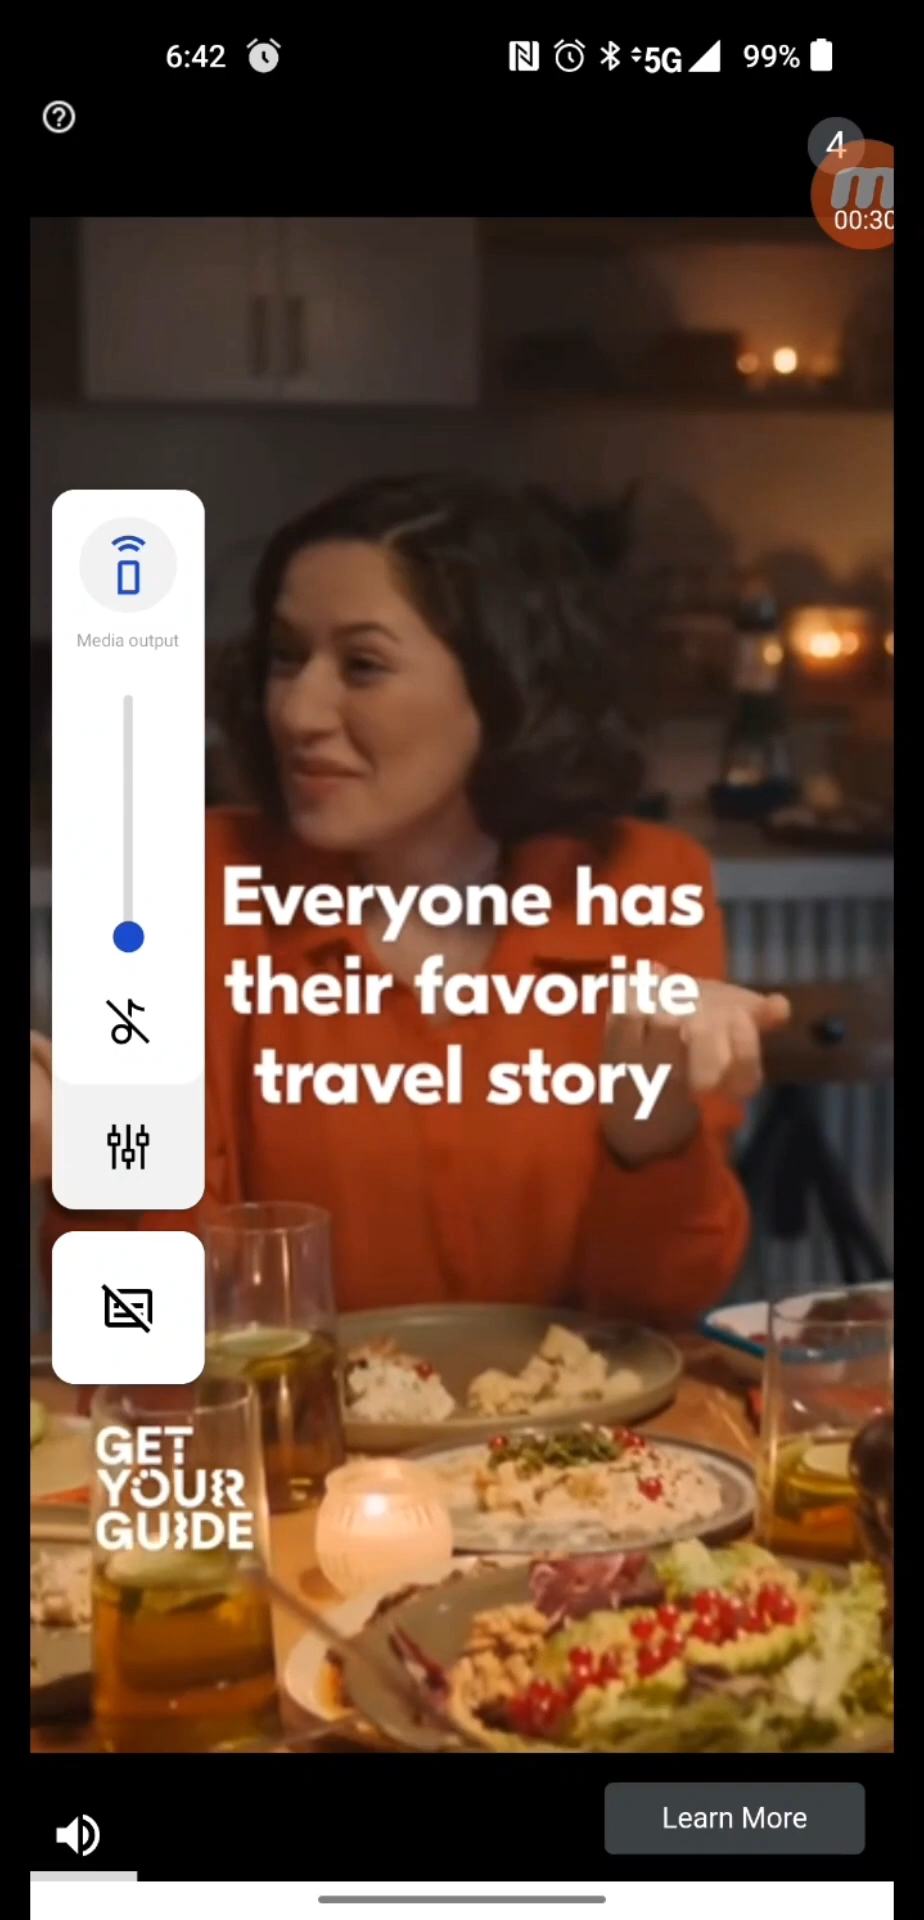 6:42
5G
99%
4
m
00:30
Media output
Everyone has
their favorite
travel story
GET
YOUR
GUIDE
Learn More